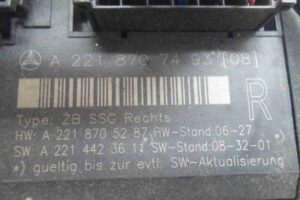 A 221 870 74 93 [08]
Type: ZB SSG Rechts
R
HW: A 221 870 52 87 HW-Stand:06-27
SW: A 221 442 36 11 SW-Stand:08-32-01
*) gueltig bis zur evtl. SW-Aktualisierung